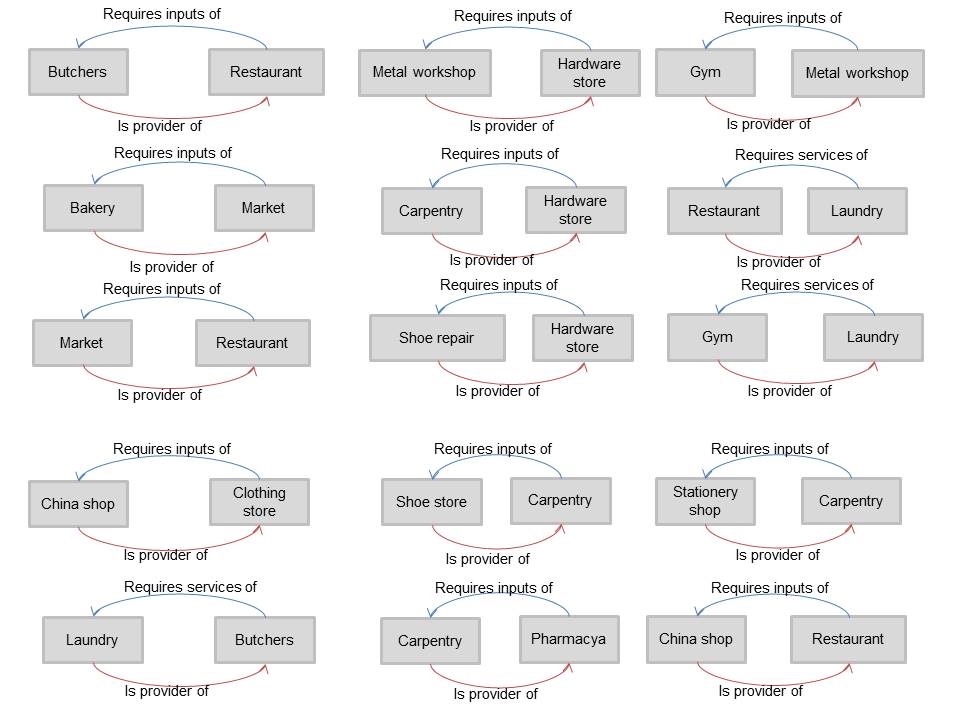 Requires inputs of
Butchers
Restaurant
Is provider of
Requires inputs of
Metal workshop
Hardware
store
Is provider of
Requires inputs of
Gym
Metal workshop
Is provider of
Requires inputs of
Bakery
Market
Is provider of
Requires inputs of
Carpentry
Hardware
store
Is provider of
Requires services of
Restaurant
Laundry
Is provider of
Requires inputs of
Market
Restaurant
Is provider of
Requires inputs of
Shoe repair
Hardware
store
Is provider of
Requires services of
Gym
Laundry
Is provider of
Requires inputs of
China shop
Clothing
store
Is provider of
Requires inputs of
Shoe store
Carpentry
Is provider of
Requires inputs of
Stationery
shop
Carpentry
Is provider of
Requires services of
Laundry
Butchers
Is provider of
Requires inputs of
Carpentry
Pharmacya
Is provider of
Requires inputs of
China shop
Restaurant
Is provider of